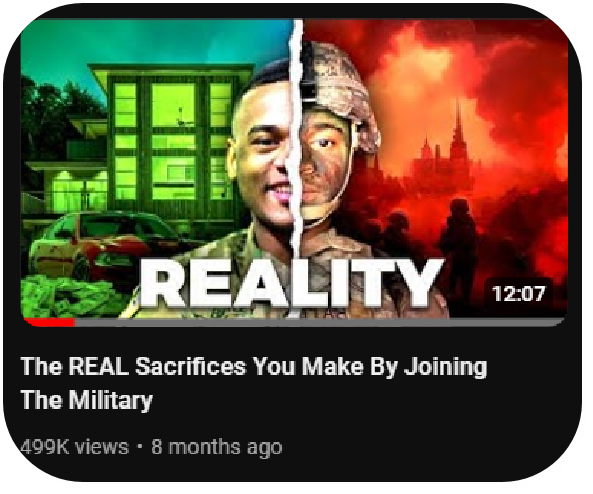 REALITY
12:07
The REAL Sacrifices You Make By Joining
The Military
499K views • 8 months ago